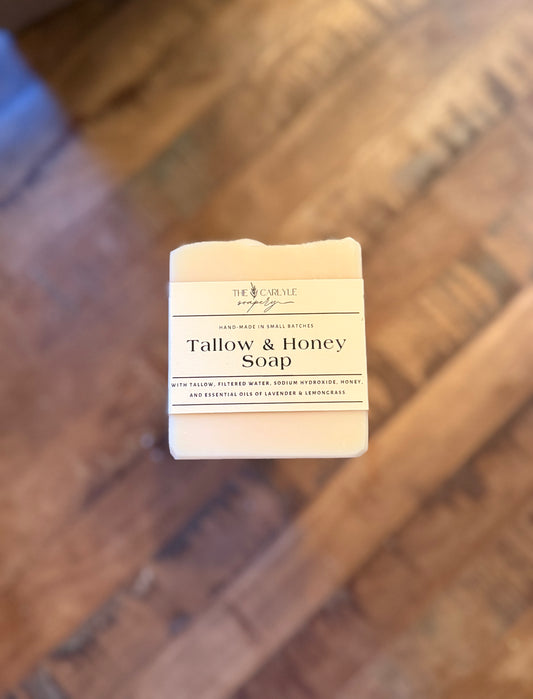 THE CARLYLE
soapery
HAND-MADE IN SMALL BATCHES
Tallow & Honey
Soap
WITH TALLOW, FILTERED WATER, SODIUM HYDROXIDE, HONEY,
AND ESSENTIAL OILS OF LAVENDER & LEMONGRASS